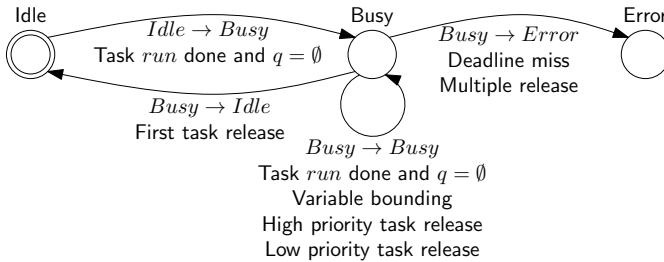 Idle
Busy
Error
Idle → Busy
Task run done and q = ∅
Busy → Error
Deadline miss
Multiple release
Busy → Idle
First task release
Busy → Busy
Task run done and q = ∅
Variable bounding
High priority task release
Low priority task release